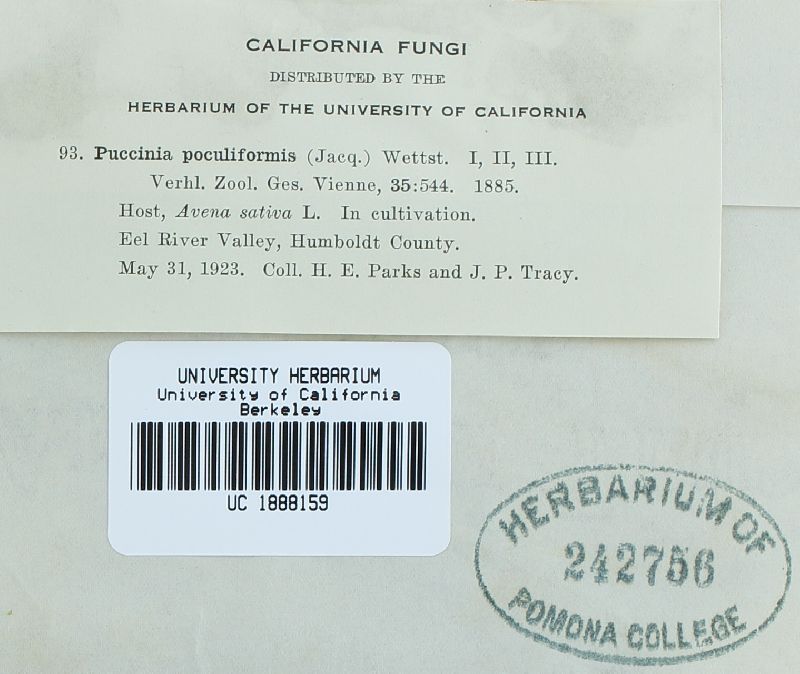 CALIFORNIA FUNGI
DISTRIBUTED BY THE
HERBARIUM OF THE UNIVERSITY OF CALIFORNIA
93. Puccinia poculiformis (Jacq.) Wettst. I, II, III.
Verhl. Zool. Ges. Vienne, 35:544. 1885.
Host, Avena sativa L. In cultivation.
Eel River Valley, Humboldt County.
May 31, 1923. Coll. H. E. Parks and J. P. Tracy.
UNIVERSITY HERBARIUM
University of California
Berkeley
UC 1888159
HERBARIUM OF
242756
POMONA COLLEGE